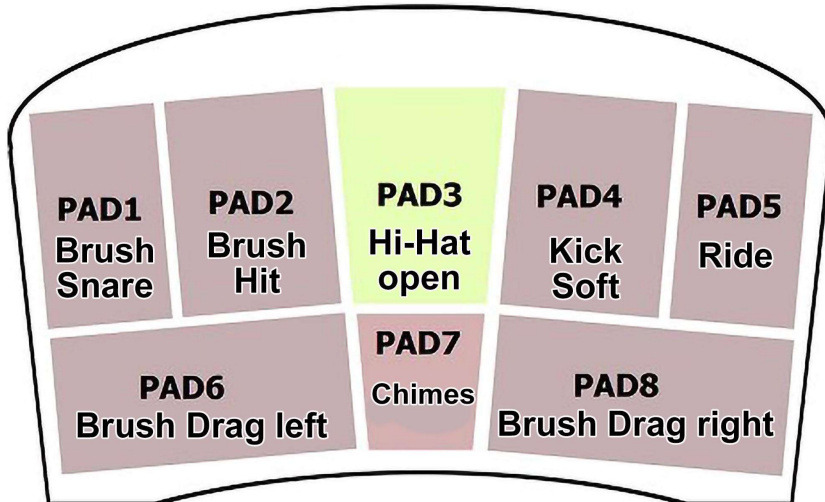 PAD1
Brush
Snare
PAD2
Brush
Hit
PAD3
Hi-Hat
open
PAD4
Kick
Soft
PAD5
Ride
PAD6
Brush Drag left
PAD7
Chimes
PAD8
Brush Drag right